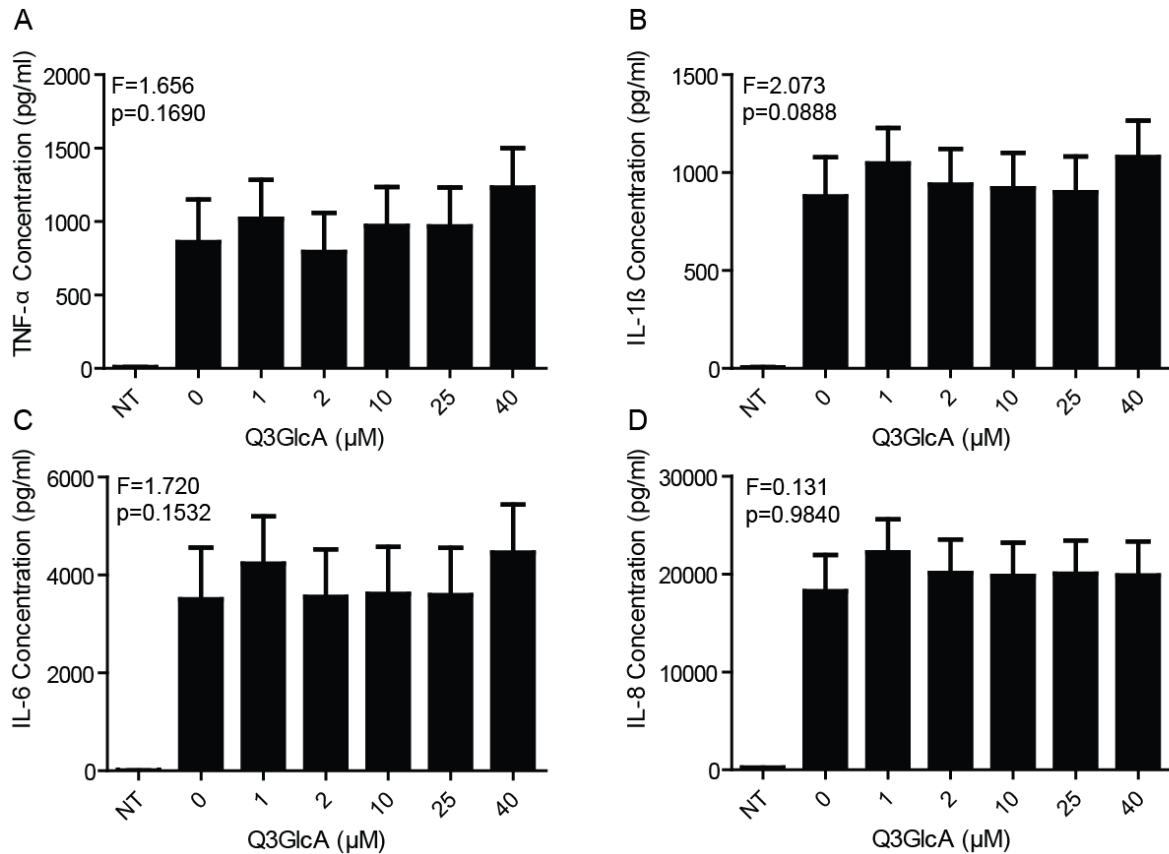 A
TNF-α Concentration (pg/ml)
F=1.656
p=0.1690
2000
1500
1000
500
0
NT 0 1 2 10 25 40
Q3GlcA (µM)
B
IL-1ß Concentration (pg/ml)
F=2.073
p=0.0888
1500
1000
500
0
NT 0 1 2 10 25 40
Q3GlcA (µM)
C
IL-6 Concentration (pg/ml)
F=1.720
p=0.1532
6000
4000
2000
0
NT 0 1 2 10 25 40
Q3GlcA (µM)
D
IL-8 Concentration (pg/ml)
F=0.131
p=0.9840
30000
20000
10000
0
NT 0 1 2 10 25 40
Q3GlcA (µM)